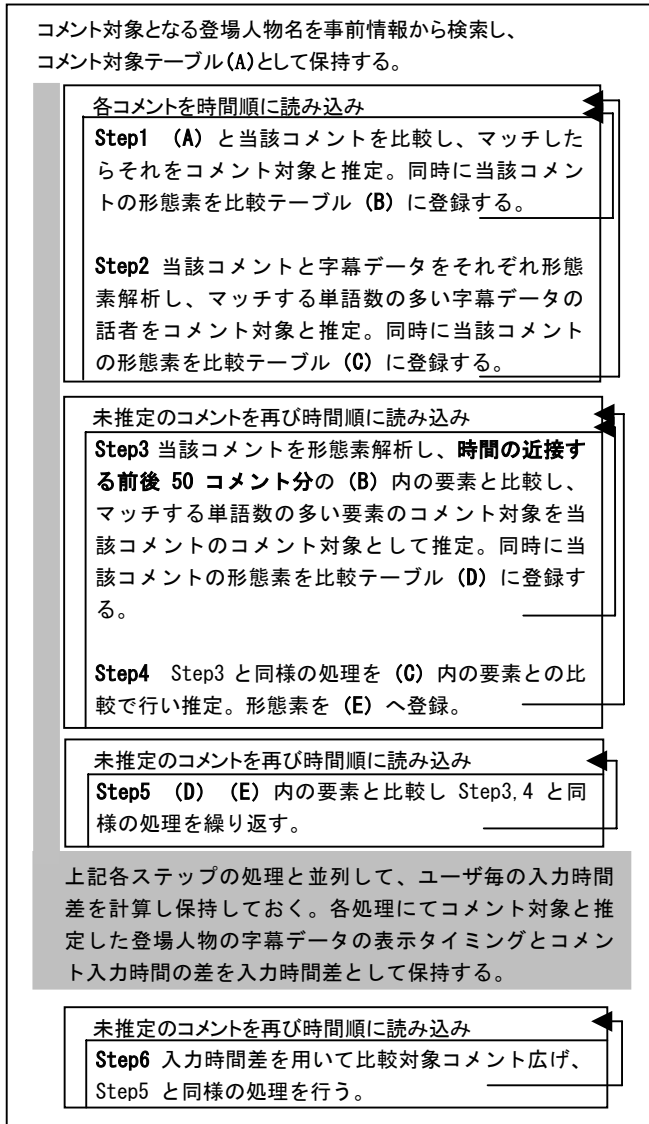 コメント対象となる登場人物名を事前情報から検索し、
コメント対象テーブル(A)として保持する。
各コメントを時間順に読み込み
Step1 (A) と当該コメントを比較し、マッチした
らそれをコメント対象と推定。同時に当該コメン
トの形態素を比較テーブル (B) に登録する。
Step2 当該コメントと字幕データをそれぞれ形態
素解析し、マッチする単語数の多い字幕データの
話者をコメント対象と推定。同時に当該コメント
の形態素を比較テーブル (C) に登録する。
未推定のコメントを再び時間順に読み込み
Step3 当該コメントを形態素解析し、時間の近接す
る前後 50 コメント分の (B) 内の要素と比較し、
マッチする単語数の多い要素のコメント対象を当
該コメントのコメント対象として推定。同時に当
該コメントの形態素を比較テーブル (D) に登録す
る。
Step4 Step3 と同様の処理を (C) 内の要素との比
較で行い推定。形態素を (E) へ登録。
未推定のコメントを再び時間順に読み込み
Step5 (D) (E) 内の要素と比較し Step3,4 と同
様の処理を繰り返す。
上記各ステップの処理と並列して、ユーザ毎の入力時間
差を計算し保持しておく。各処理にてコメント対象と推
定した登場人物の字幕データの表示タイミングとコメン
ト入力時間の差を入力時間差として保持する。
未推定のコメントを再び時間順に読み込み
Step6 入力時間差を用いて比較対象コメント広げ、
Step5 と同様の処理を行う。